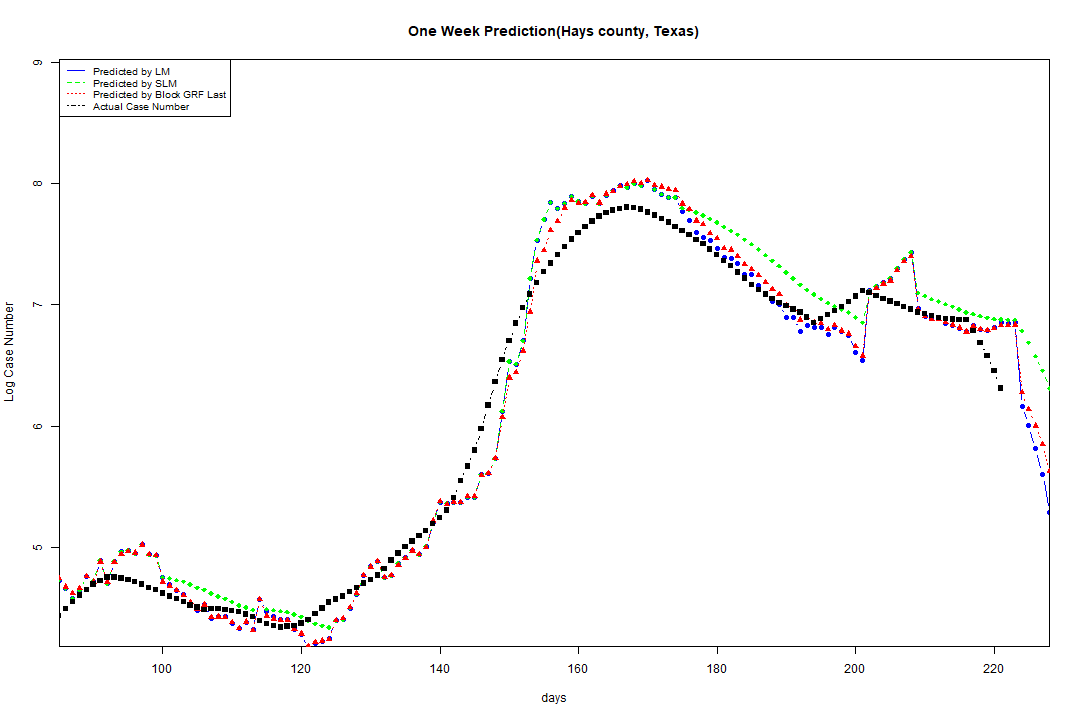 One Week Prediction(Hays county, Texas)
Predicted by LM
Predicted by SLM
Predicted by Block GRF Last
Actual Case Number
Log Case Number
9
8
7
6
5
100 120 140 160 180 200 220
days